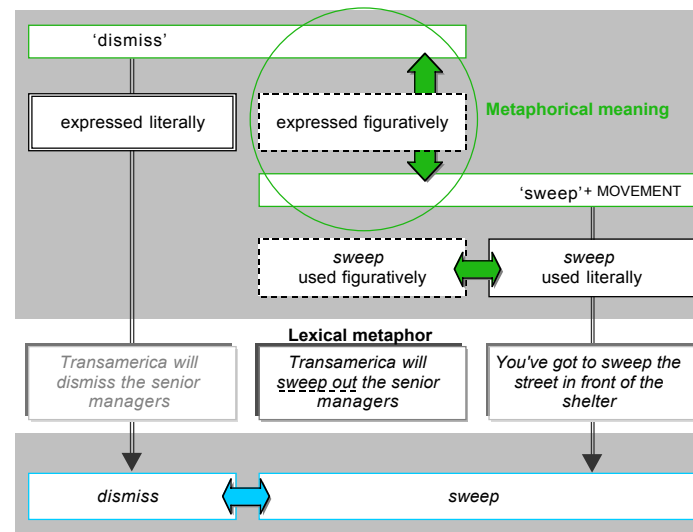 'dismiss'
expressed literally
expressed figuratively
Metaphorical meaning
'sweep'+ MOVEMENT
sweep
used figuratively
sweep
used literally
Lexical metaphor
Transamerica will
dismiss the senior
managers
Transamerica will
sweep out the senior
managers
You've got to sweep the
street in front of the
shelter
dismiss
sweep